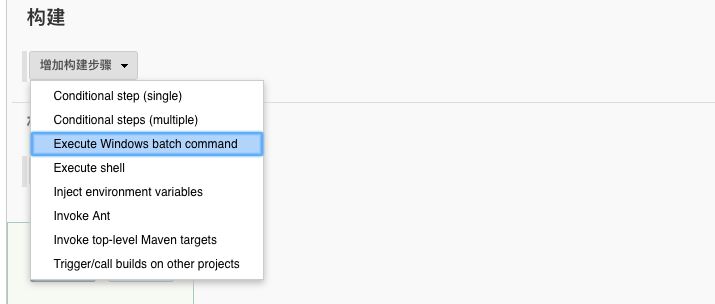 构建
增加构建步骤
Conditional step (single)
Conditional steps (multiple)
Execute Windows batch command
Execute shell
Inject environment variables
Invoke Ant
Invoke top-level Maven targets
Trigger/call builds on other projects